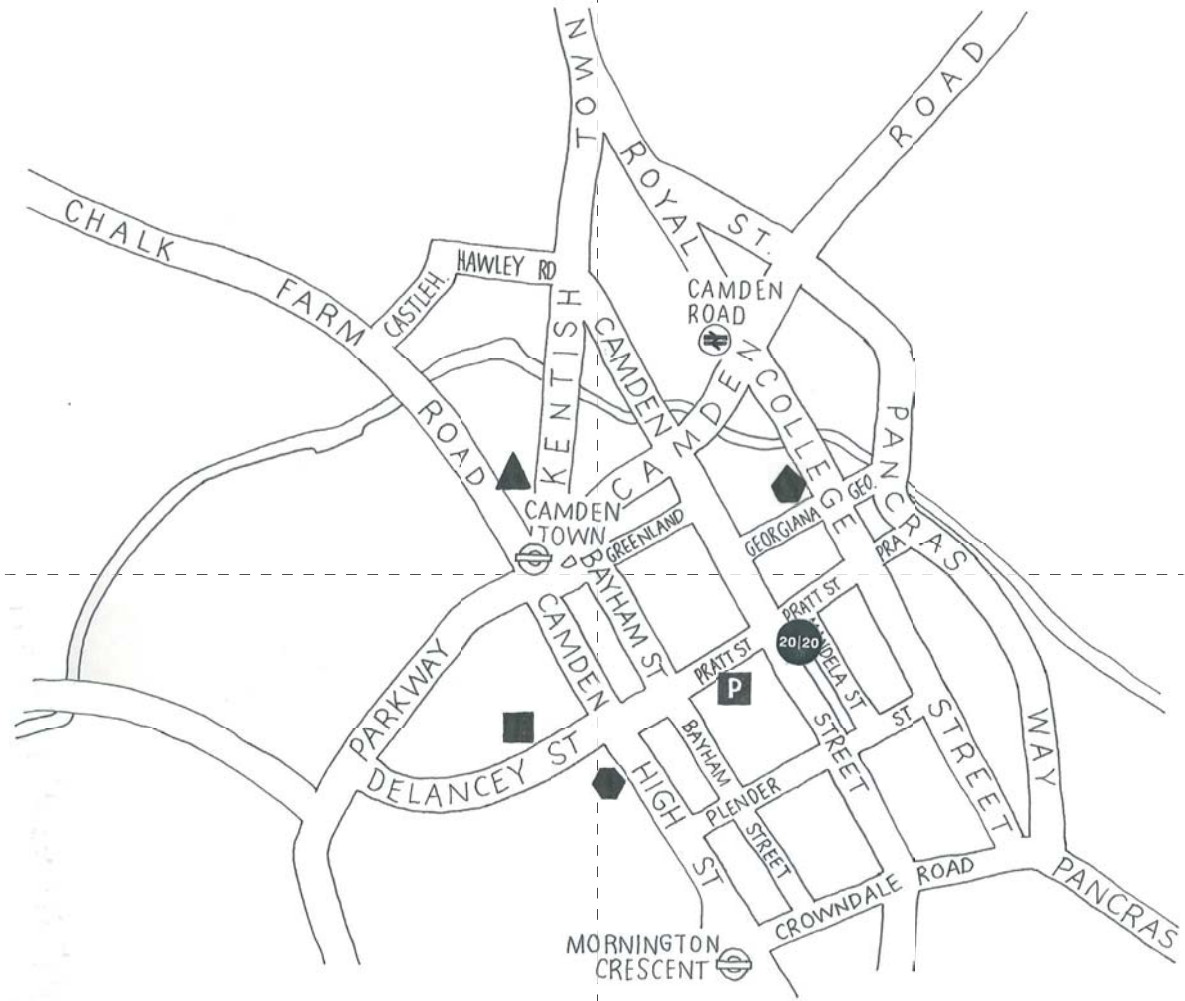 TOWN
ROAD
ROYAL
ST.
CHALK
FARM
ROAD
HAWLEY RD
CASTLEH.
KENTISH
CAMDEN
CAMDEN
ROAD
CAMDEN
COLLEGE
PANCRAS
WAY
CAMDEN
TOWN
GREENLAND
GEORGIANA
GEO.
PRA
BAYHAM ST
PRATT ST
PRATT ST
20|20
MANDELA ST
P
CAMDEN
PARKWAY
DELANCEY ST
HIGH
ST
BAYHAM
STREET
PLENDER
STREET
ST
STREET
CROWNDALE ROAD
PANCRAS
MORNINGTON
CRESCENT